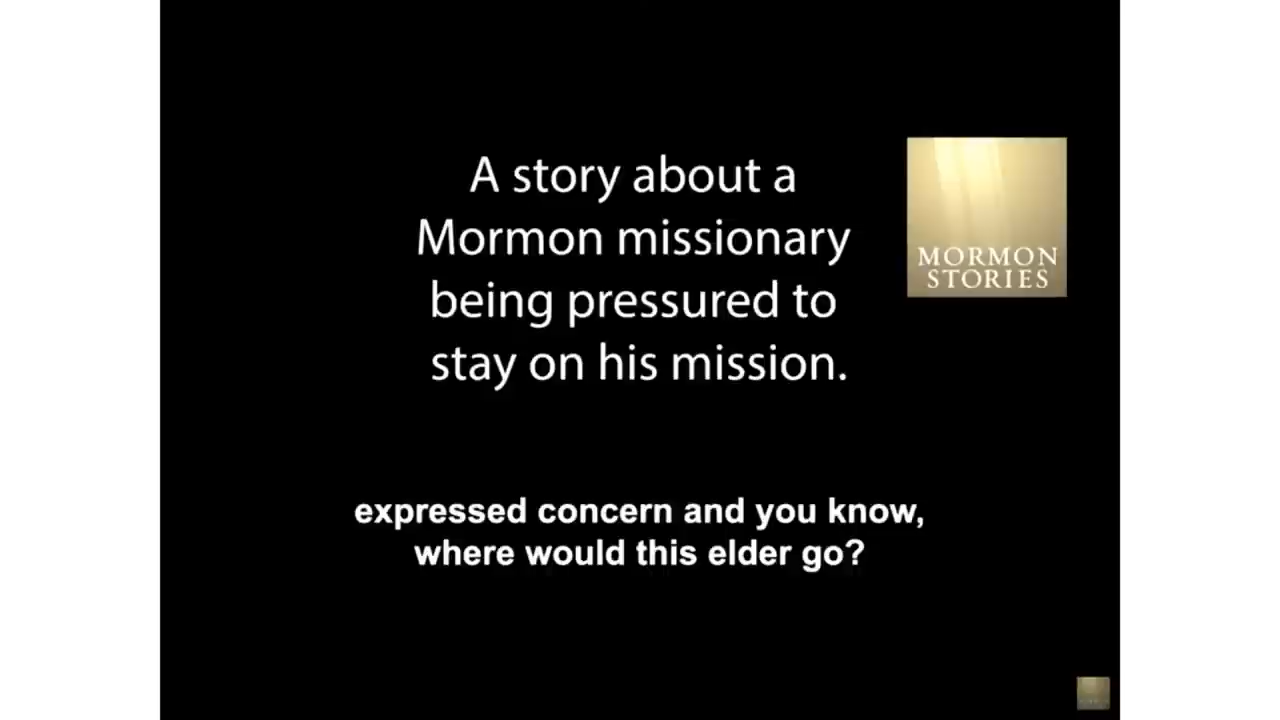 A story about a
Mormon missionary
being pressured to
stay on his mission.
MORMON
STORIES
expressed concern and you know,
where would this elder go?